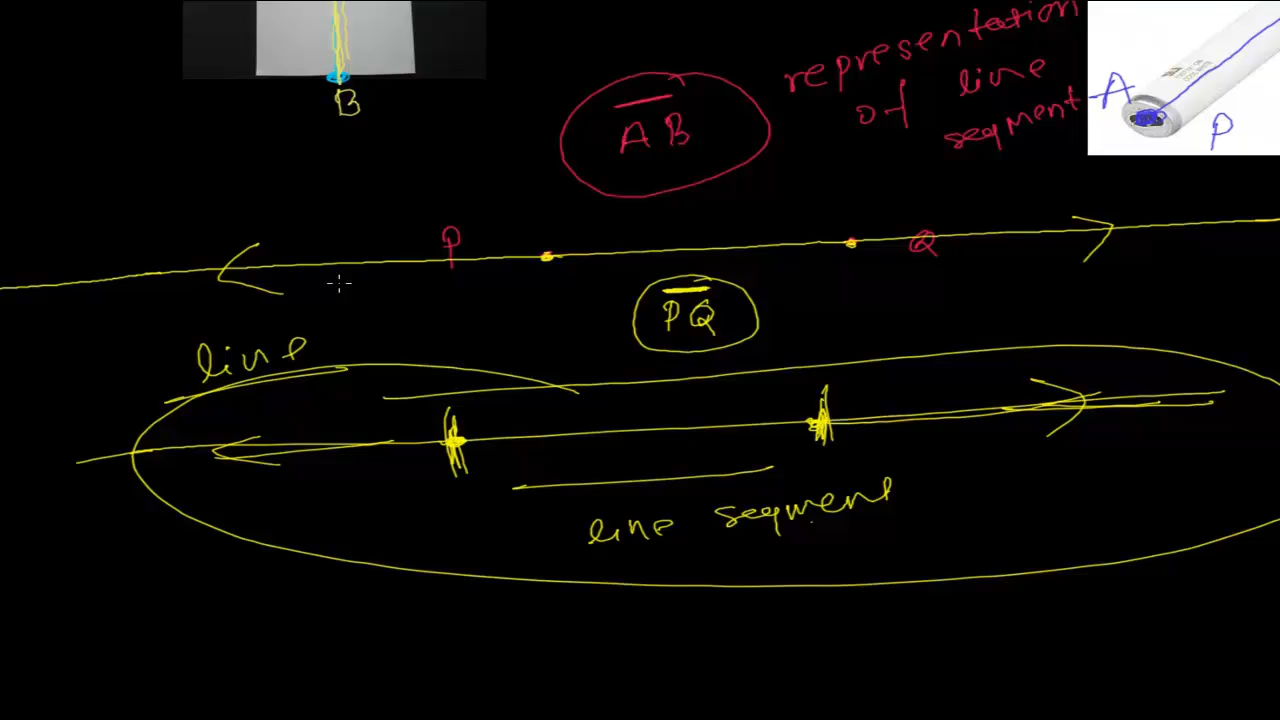 B
AB
representation
of line
segment
A
P
P
Q
PQ
line
line segment